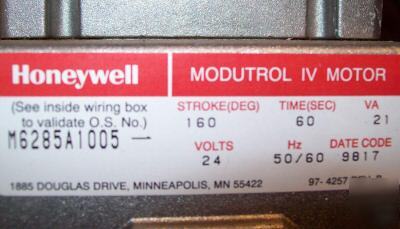 Honeywell
MODUTROL IV MOTOR
(See inside wiring box
to validate O.S. No.)
M6285A1005 —
STROKE(DEG) TIME(SEC) VA
160 60 21
VOLTS Hz DATE CODE
24 50/60 9817
1885 DOUGLAS DRIVE, MINNEAPOLIS, MN 55422
97-4257